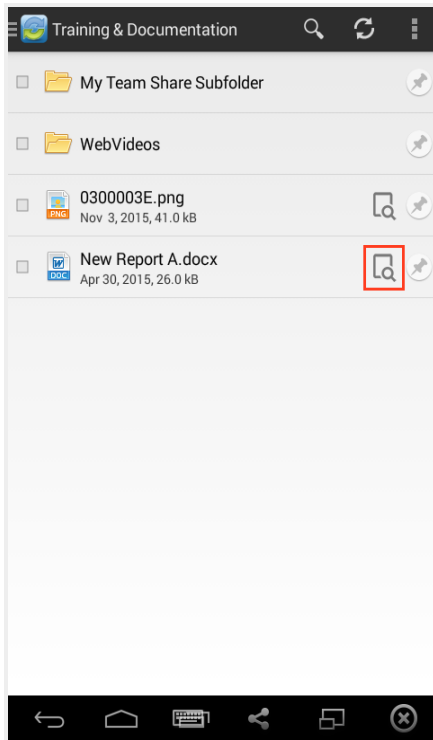 Training & Documentation
My Team Share Subfolder
WebVideos
0300003E.png
Nov 3, 2015, 41.0 kB
PNG
New Report A.docx
Apr 30, 2015, 26.0 kB
W
DOC